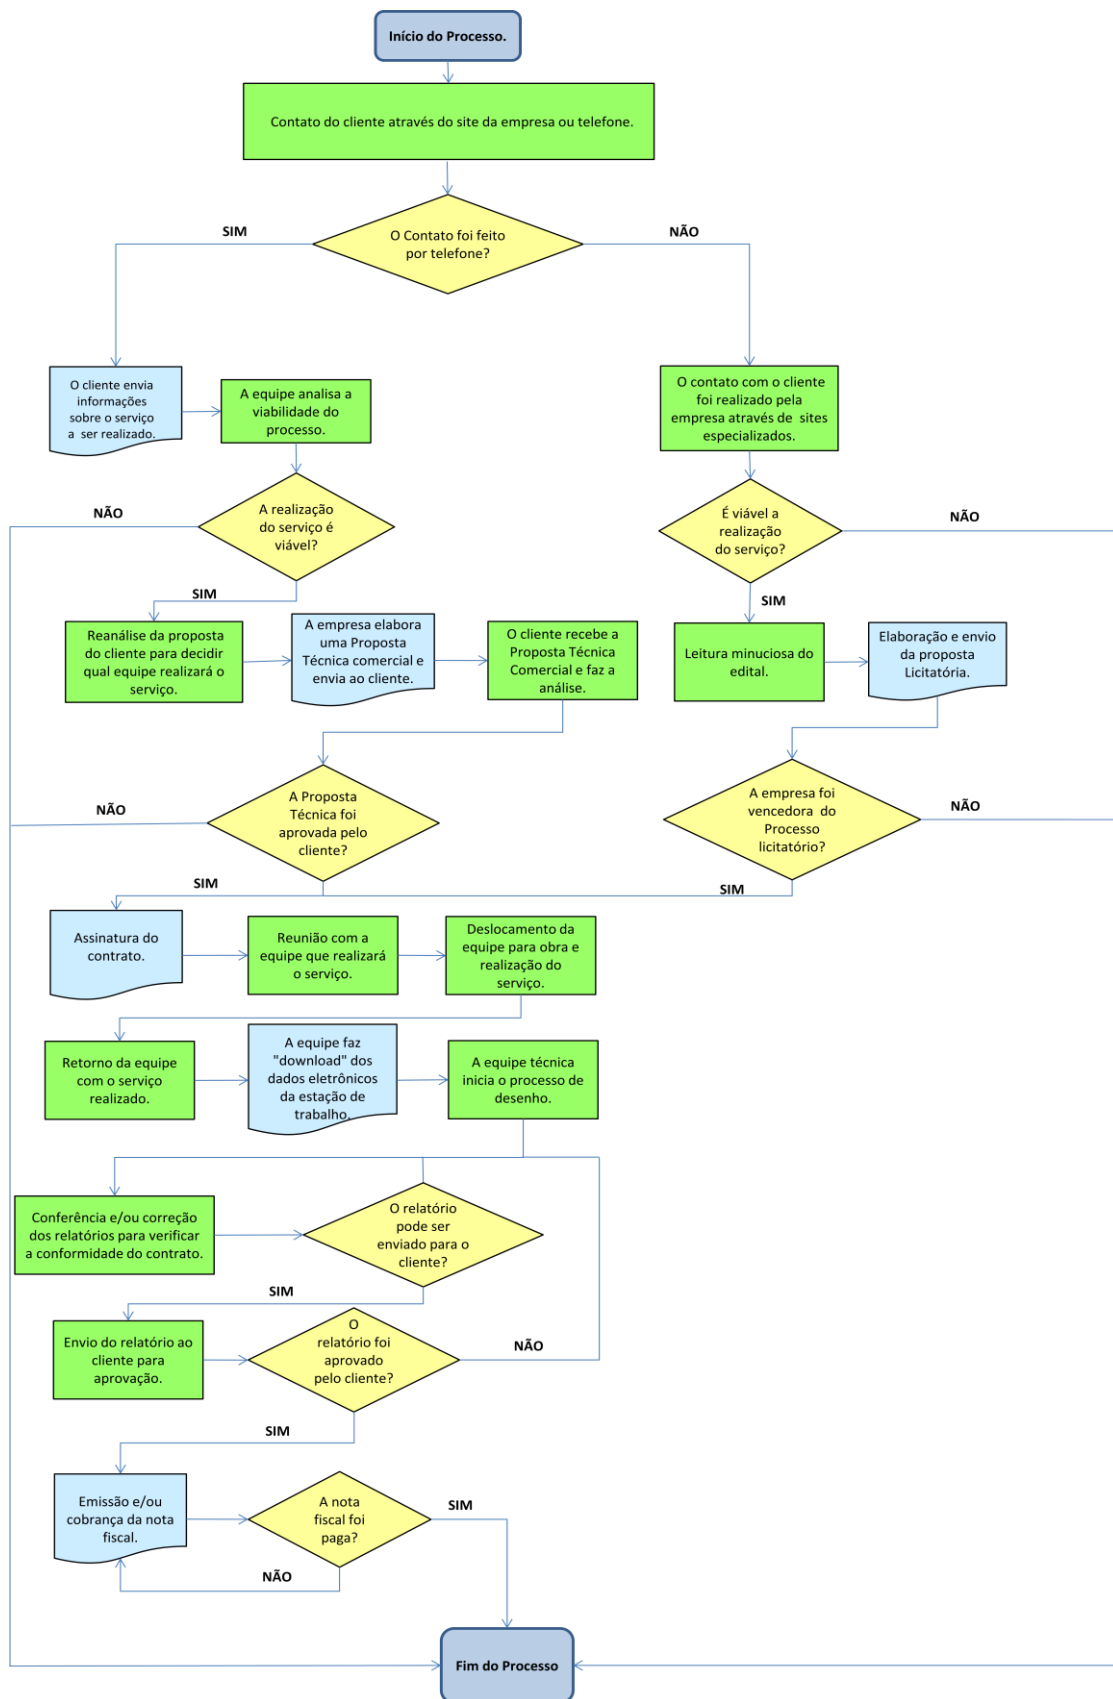 Início do Processo.
Contato do cliente através do site da empresa ou telefone.
SIM
O Contato foi feito
por telefone?
NÃO
O cliente envia
informações
sobre o serviço
a ser realizado.
A equipe analisa a
viabilidade do
processo.
O contato com o cliente
foi realizado pela
empresa através de sites
especializados.
NÃO
A realização
do serviço é
viável?
É viável a
realização
do serviço?
NÃO
SIM
SIM
Reanálise da proposta
do cliente para decidir
qual equipe realizará o
serviço.
A empresa elabora
uma Proposta
Técnica comercial e
envia ao cliente.
O cliente recebe a
Proposta Técnica
Comercial e faz a
análise.
Leitura minuciosa do
edital.
Elaboração e envio
da proposta
Licitatória.
NÃO
A Proposta
Técnica foi
aprovada pelo
cliente?
A empresa foi
vencedora do
Processo
licitatório?
NÃO
SIM
SIM
Assinatura do
contrato.
Reunião com a
equipe que realizará
o serviço.
Deslocamento da
equipe para obra e
realização do
serviço.
Retorno da equipe
com o serviço
realizado.
A equipe faz
"download" dos
dados eletrônicos
da estação de
trabalho.
A equipe técnica
inicia o processo de
desenho.
Conferência e/ou correção
dos relatórios para verificar
a conformidade do contrato.
O relatório
pode ser
enviado para o
cliente?
SIM
Envio do relatório ao
cliente para
aprovação.
O
relatório foi
aprovado
pelo cliente?
NÃO
SIM
Emissão e/ou
cobrança da nota
fiscal.
A nota
fiscal foi
paga?
SIM
NÃO
Fim do Processo